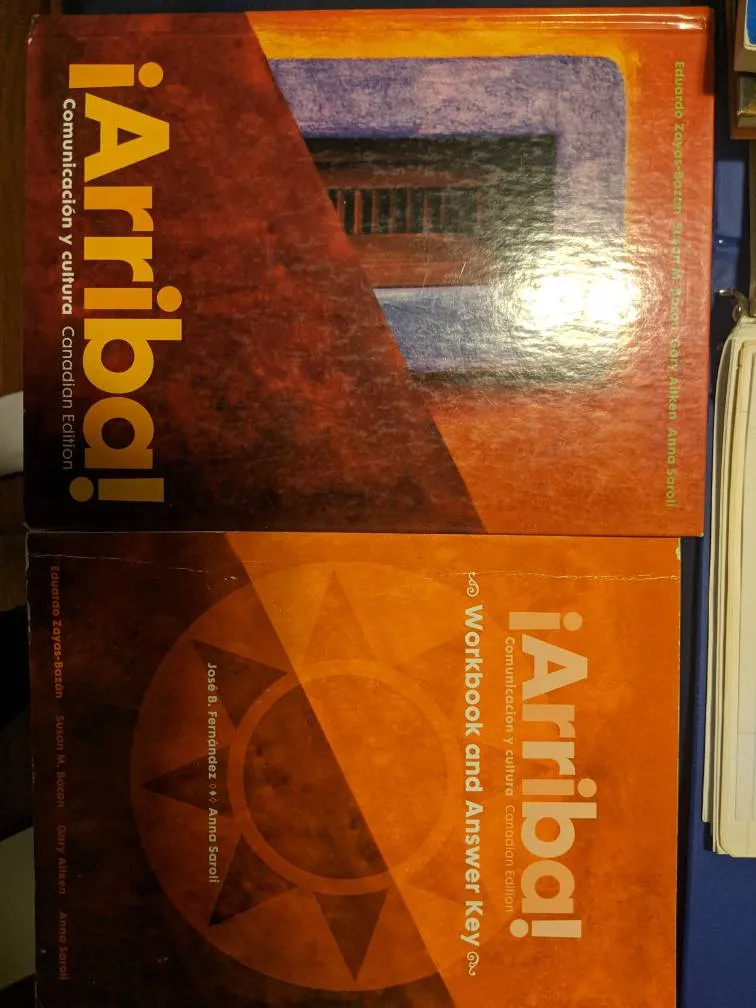 Eduardo Zayas-Bazán Susan M. Bacon Gary Aitken Anna Saroli
¡Arriba!
Comunicación y cultura Canadian Edition
¡Arriba!
Comunicación y cultura Canadian Edition
Workbook and Answer Key
José B. Fernández ◊♦◊ Anna Saroli
Eduardo Zayas-Bazán Susan M. Bacon Gary Aitken Anna Saroli